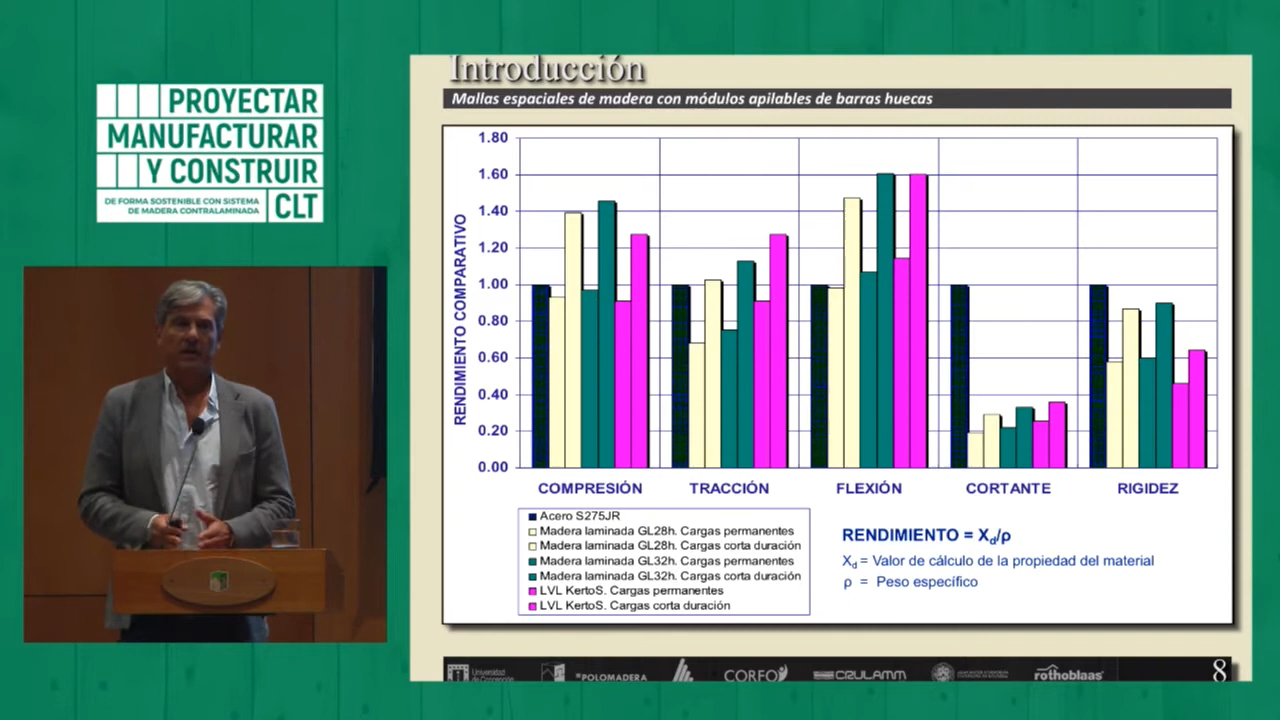 PROYECTAR
MANUFACTURAR
Y CONSTRUIR
DE FORMA SOSTENIBLE CON SISTEMA
DE MADERA CONTRALAMINADA
CLT
Introducción
Mallas espaciales de madera con módulos apilables de barras huecas
RENDIMIENTO COMPARATIVO
1.80
1.60
1.40
1.20
1.00
0.80
0.60
0.40
0.20
0.00
COMPRESIÓN
TRACCIÓN
FLEXIÓN
CORTANTE
RIGIDEZ
Acero S275JR
Madera laminada GL28h. Cargas permanentes
Madera laminada GL28h. Cargas corta duración
Madera laminada GL32h. Cargas permanentes
Madera laminada GL32h. Cargas corta duración
LVL KertoS. Cargas permanentes
LVL KertoS. Cargas corta duración
RENDIMIENTO = Xd/ρ
Xd = Valor de cálculo de la propiedad del material
ρ = Peso específico
Universidad
de Concepción
POLOMADERA
CORFO
CRULAMM
rothoblaas
8